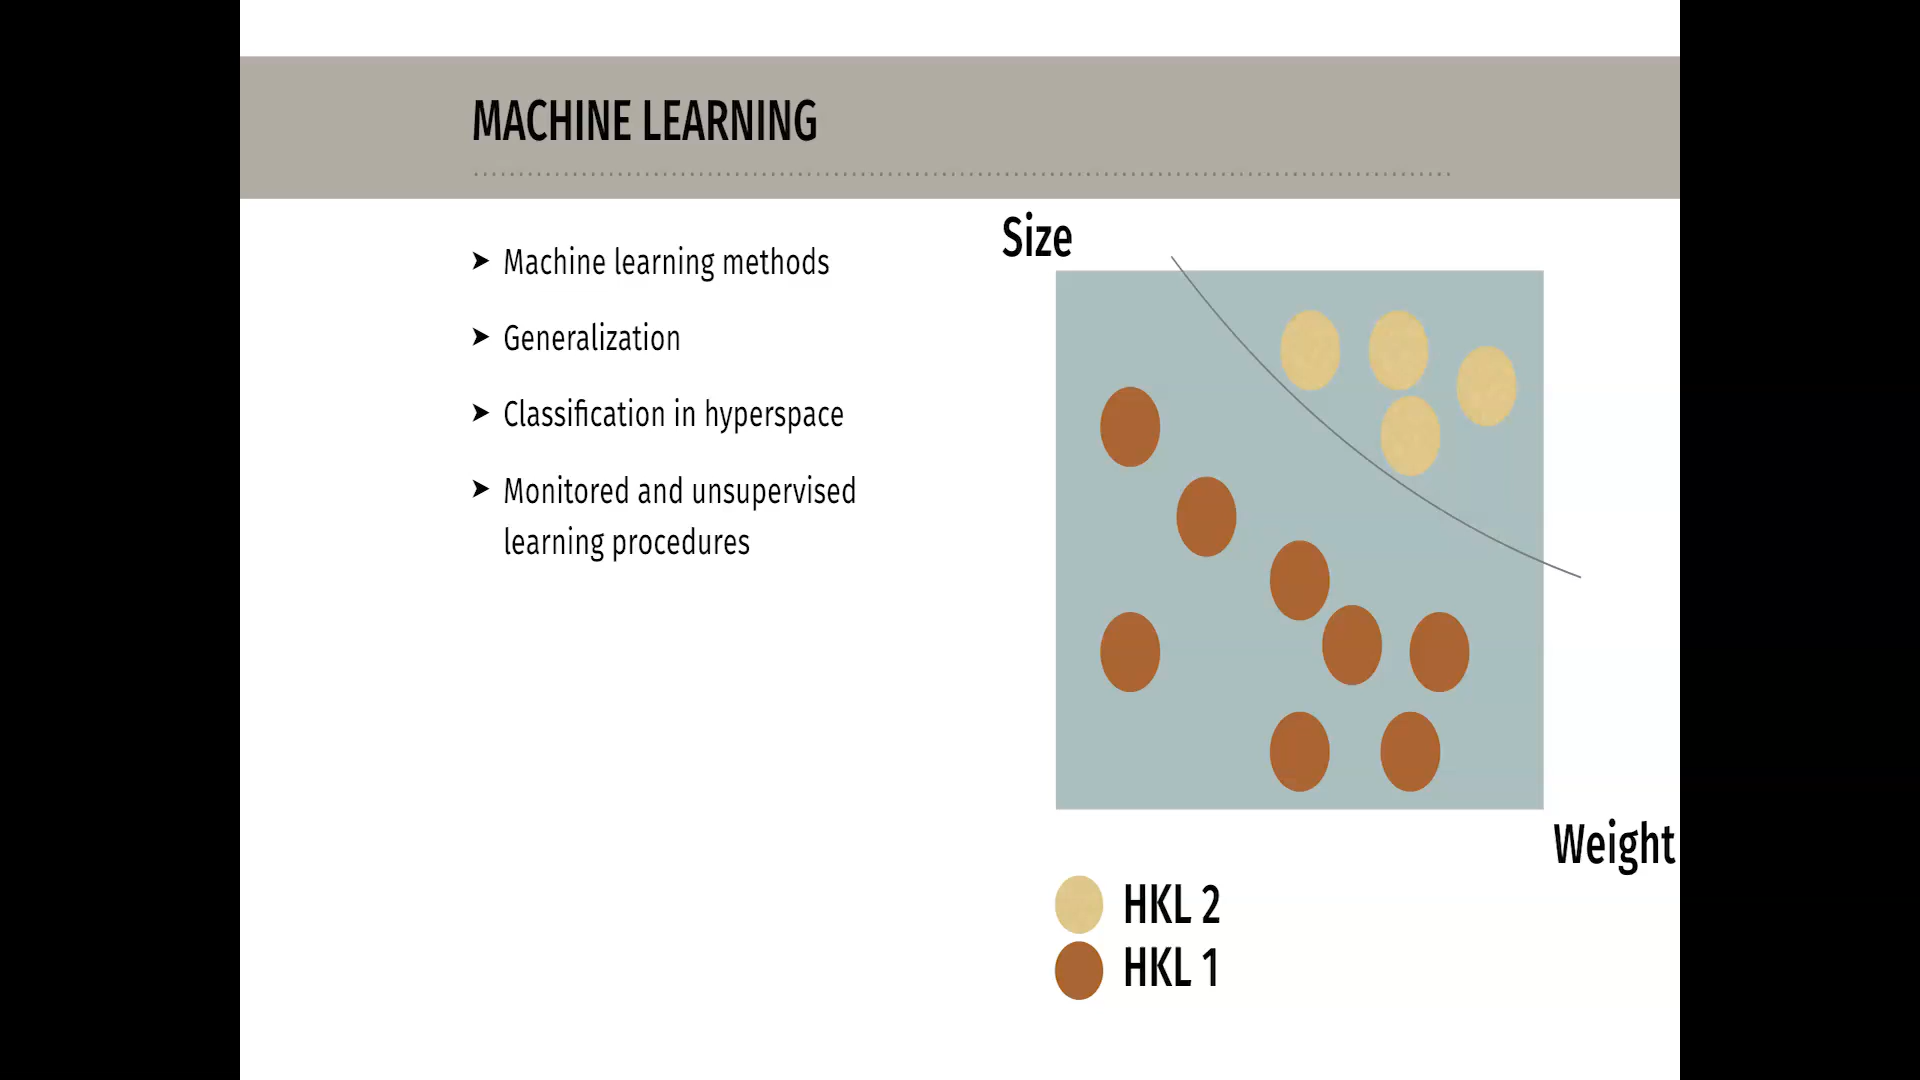 MACHINE LEARNING
➤ Machine learning methods
➤ Generalization
➤ Classification in hyperspace
➤ Monitored and unsupervised
learning procedures
Size
Weight
HKL 2
HKL 1